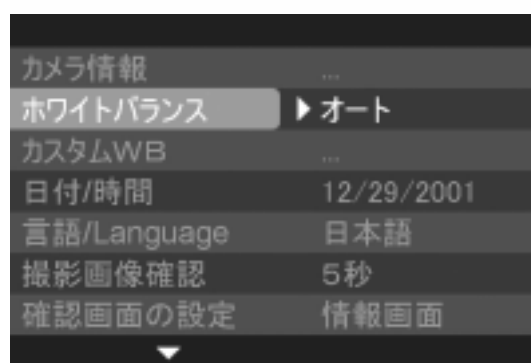 カメラ情報 ...
ホワイトバランス オート
カスタムWB ...
日付/時間 12/29/2001
言語/Language 日本語
撮影画像確認 5秒
確認画面の設定 情報画面